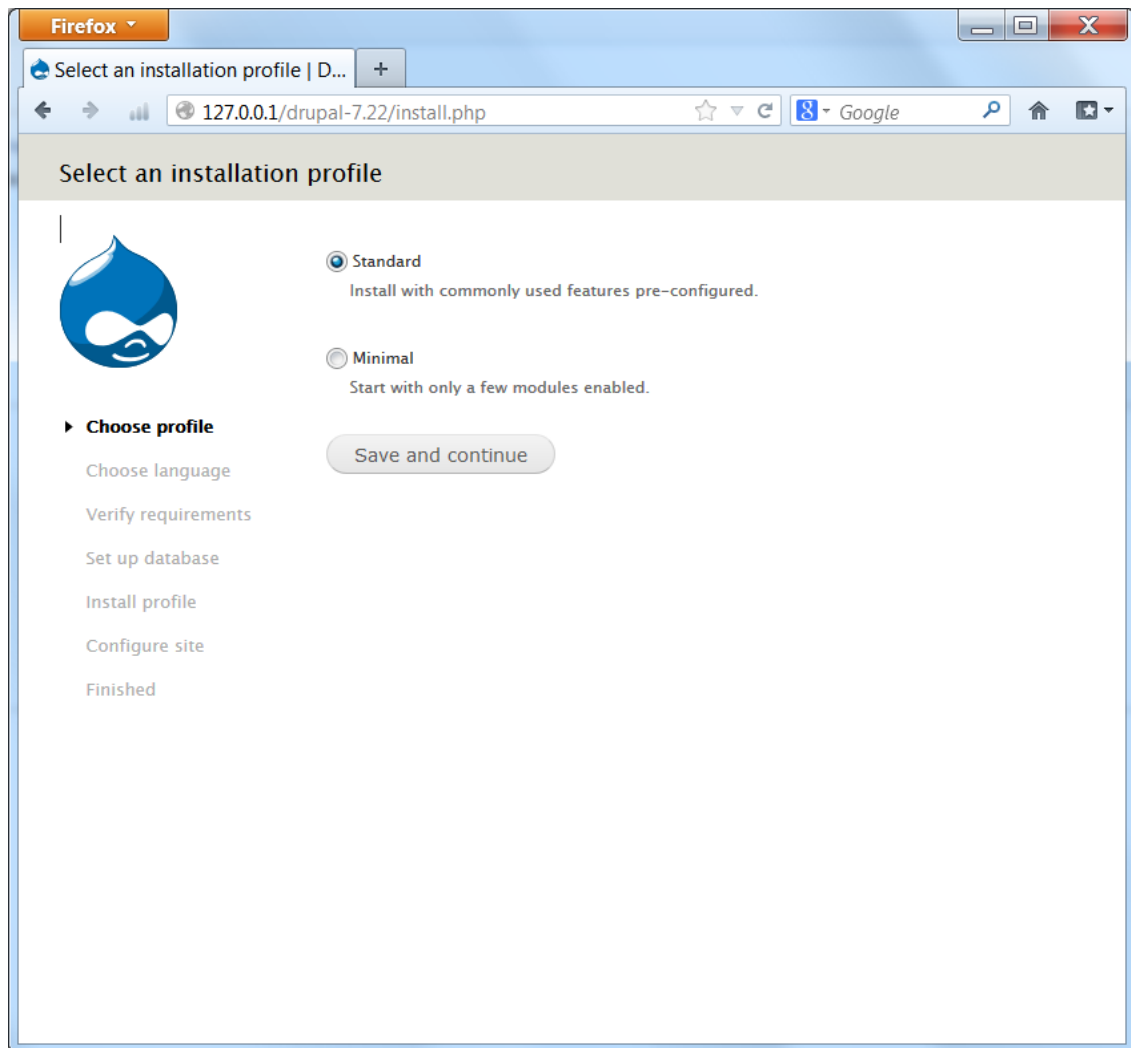 Firefox
Select an installation profile | D...
127.0.0.1/drupal-7.22/install.php
Google
Select an installation profile
Standard
Install with commonly used features pre-configured.
Minimal
Start with only a few modules enabled.
Save and continue
Choose profile
Choose language
Verify requirements
Set up database
Install profile
Configure site
Finished